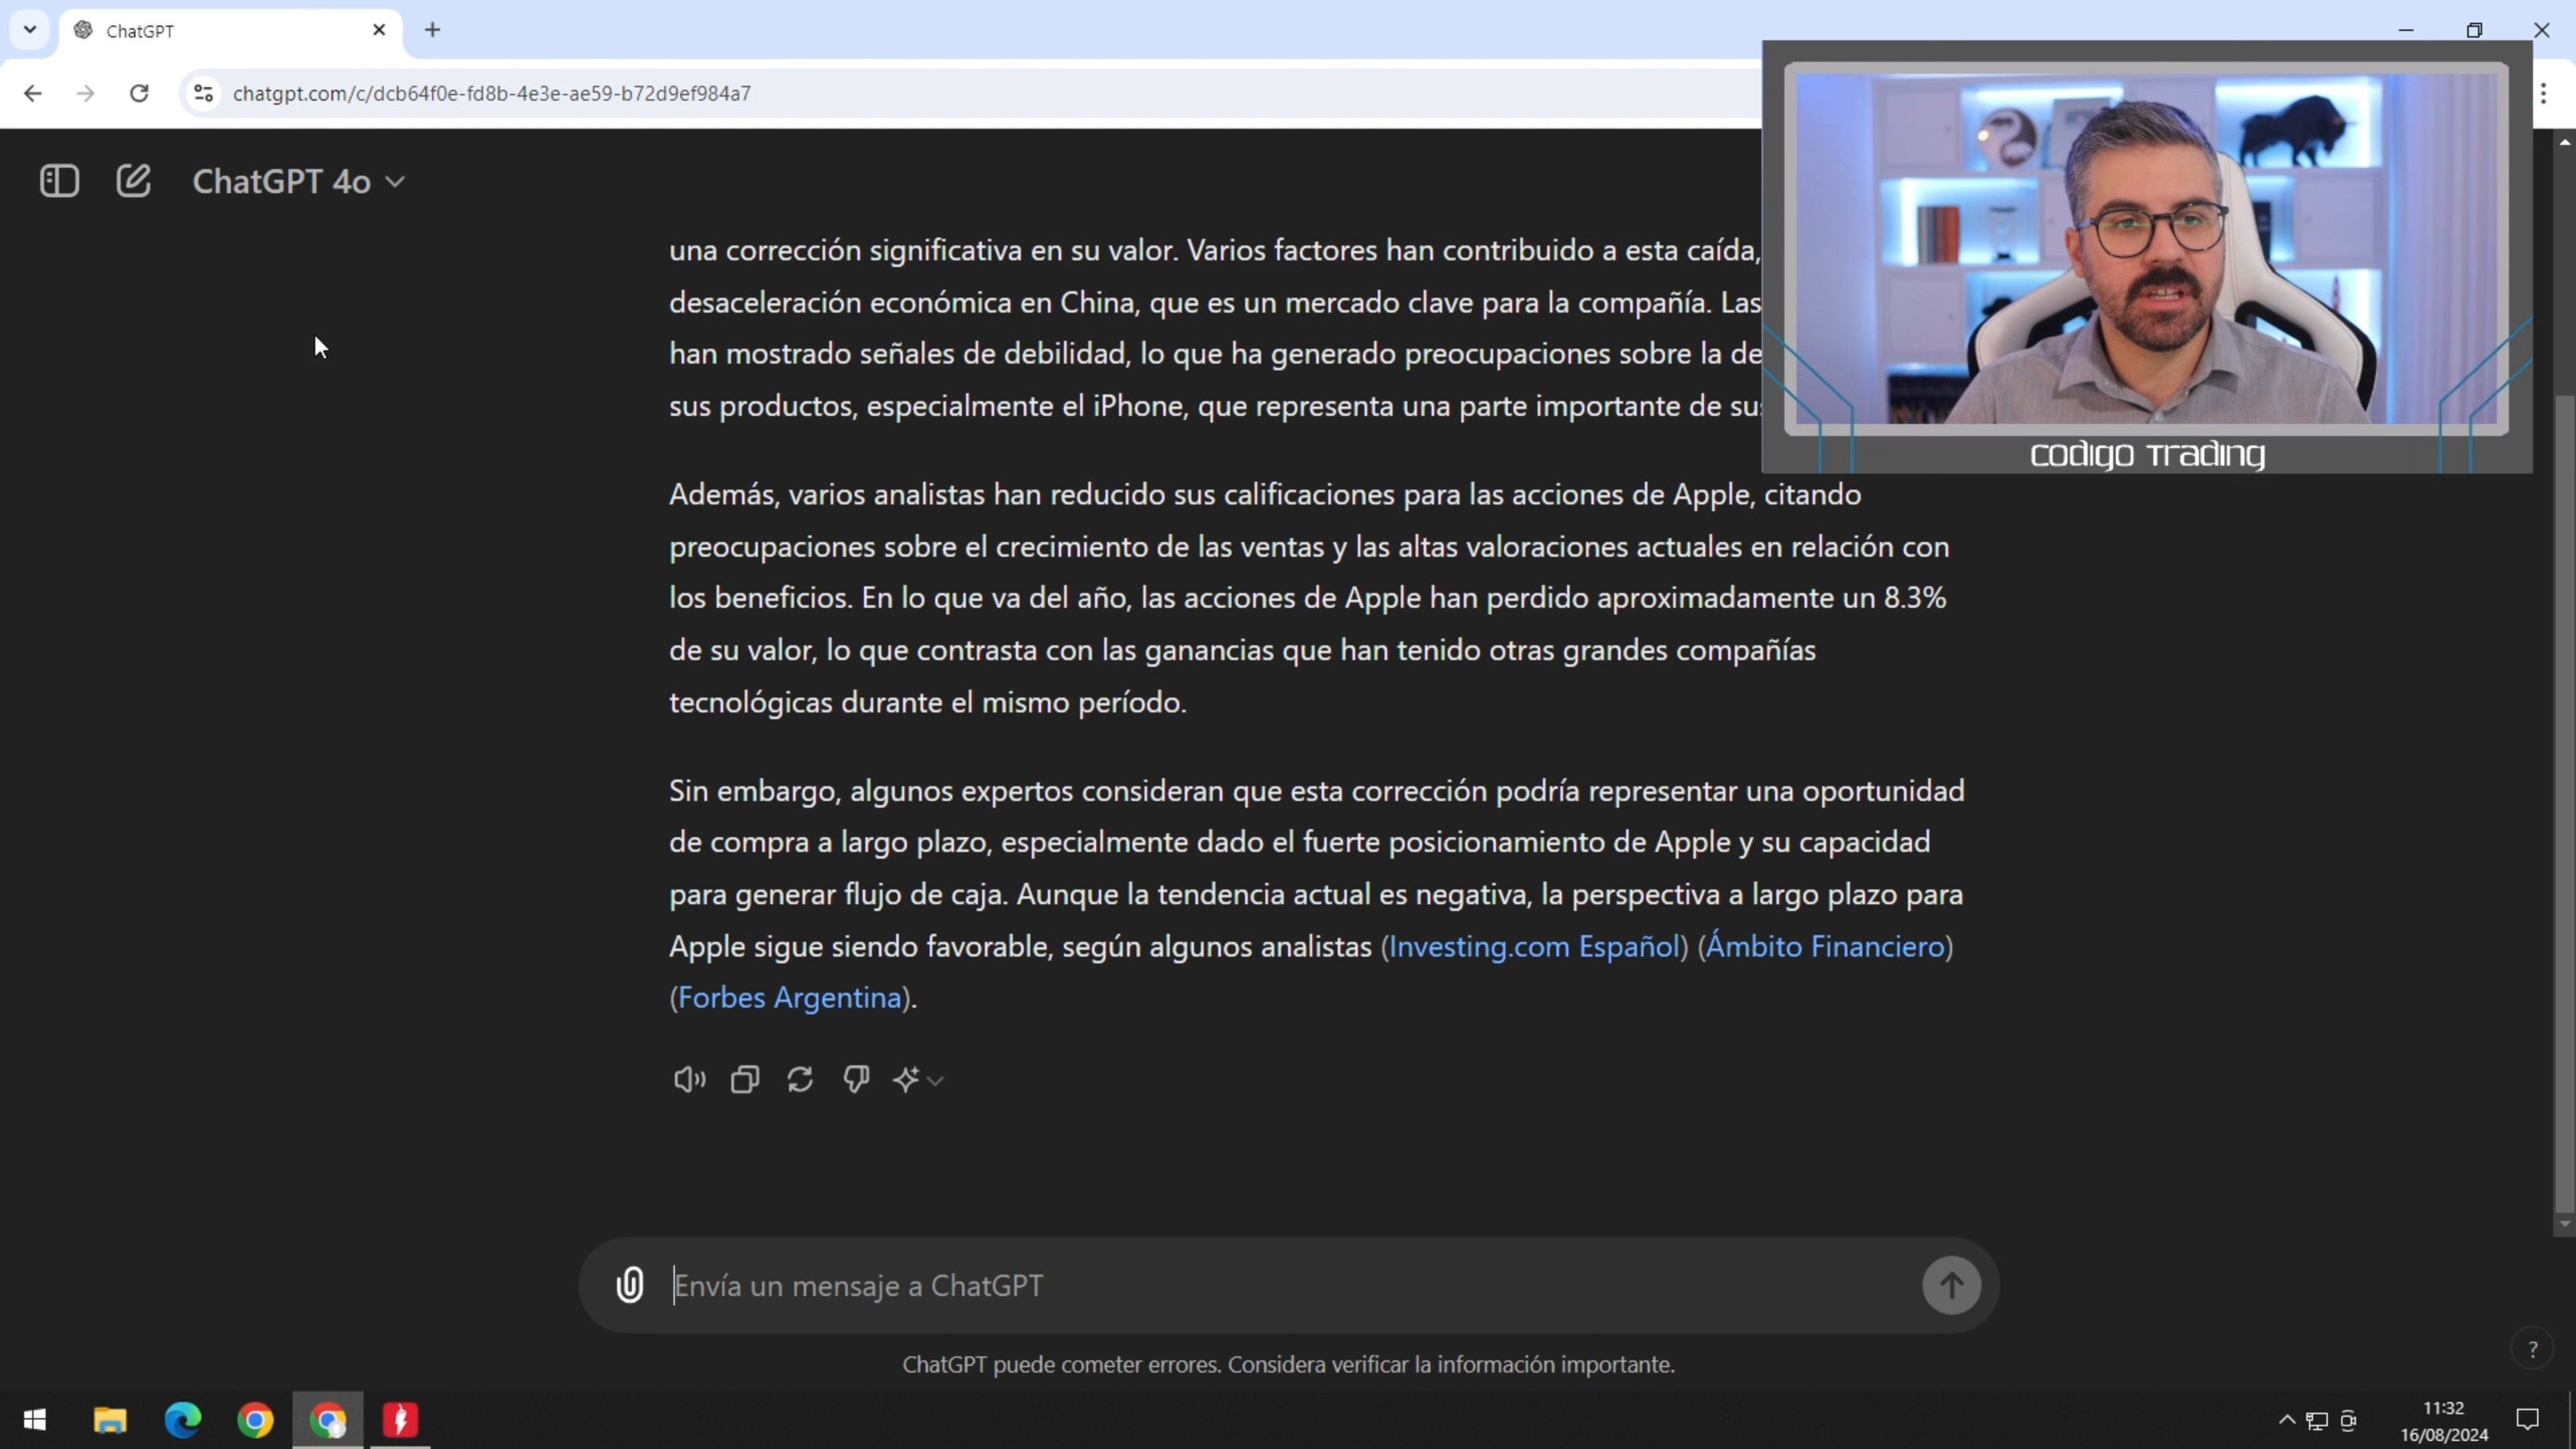 ChatGPT
chatgpt.com/c/dcb64f0e-fd8b-4e3e-ae59-b72d9ef984a7
ChatGPT 4o
una corrección significativa en su valor. Varios factores han contribuido a esta caída,
desaceleración económica en China, que es un mercado clave para la compañía. Las
han mostrado señales de debilidad, lo que ha generado preocupaciones sobre la de
sus productos, especialmente el iPhone, que representa una parte importante de sus
codigo Trading
Además, varios analistas han reducido sus calificaciones para las acciones de Apple, citando
preocupaciones sobre el crecimiento de las ventas y las altas valoraciones actuales en relación con
los beneficios. En lo que va del año, las acciones de Apple han perdido aproximadamente un 8.3%
de su valor, lo que contrasta con las ganancias que han tenido otras grandes compañías
tecnológicas durante el mismo período.
Sin embargo, algunos expertos consideran que esta corrección podría representar una oportunidad
de compra a largo plazo, especialmente dado el fuerte posicionamiento de Apple y su capacidad
para generar flujo de caja. Aunque la tendencia actual es negativa, la perspectiva a largo plazo para
Apple sigue siendo favorable, según algunos analistas (Investing.com Español) (Ámbito Financiero)
(Forbes Argentina).
Envía un mensaje a ChatGPT
ChatGPT puede cometer errores. Considera verificar la información importante.
?
11:32
16/08/2024